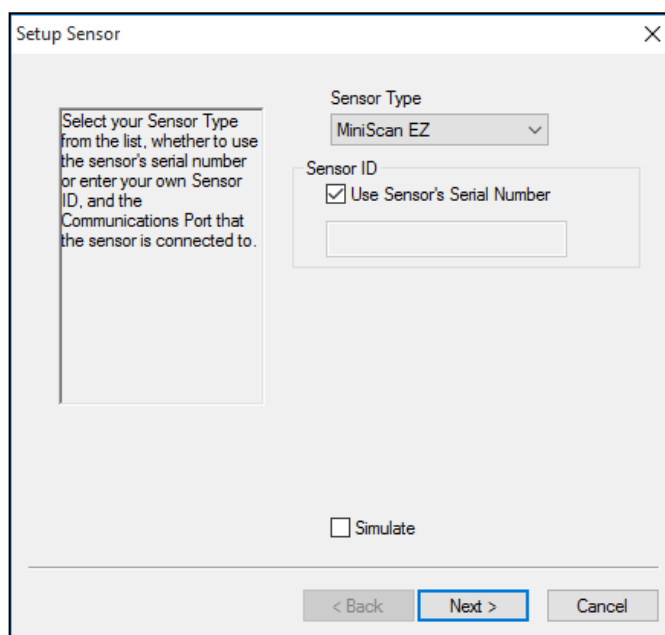 Setup Sensor
Select your Sensor Type
from the list, whether to use
the sensor's serial number
or enter your own Sensor
ID, and the
Communications Port that
the sensor is connected to.
Sensor Type
MiniScan EZ
Sensor ID
Use Sensor's Serial Number
Simulate
< Back
Next >
Cancel